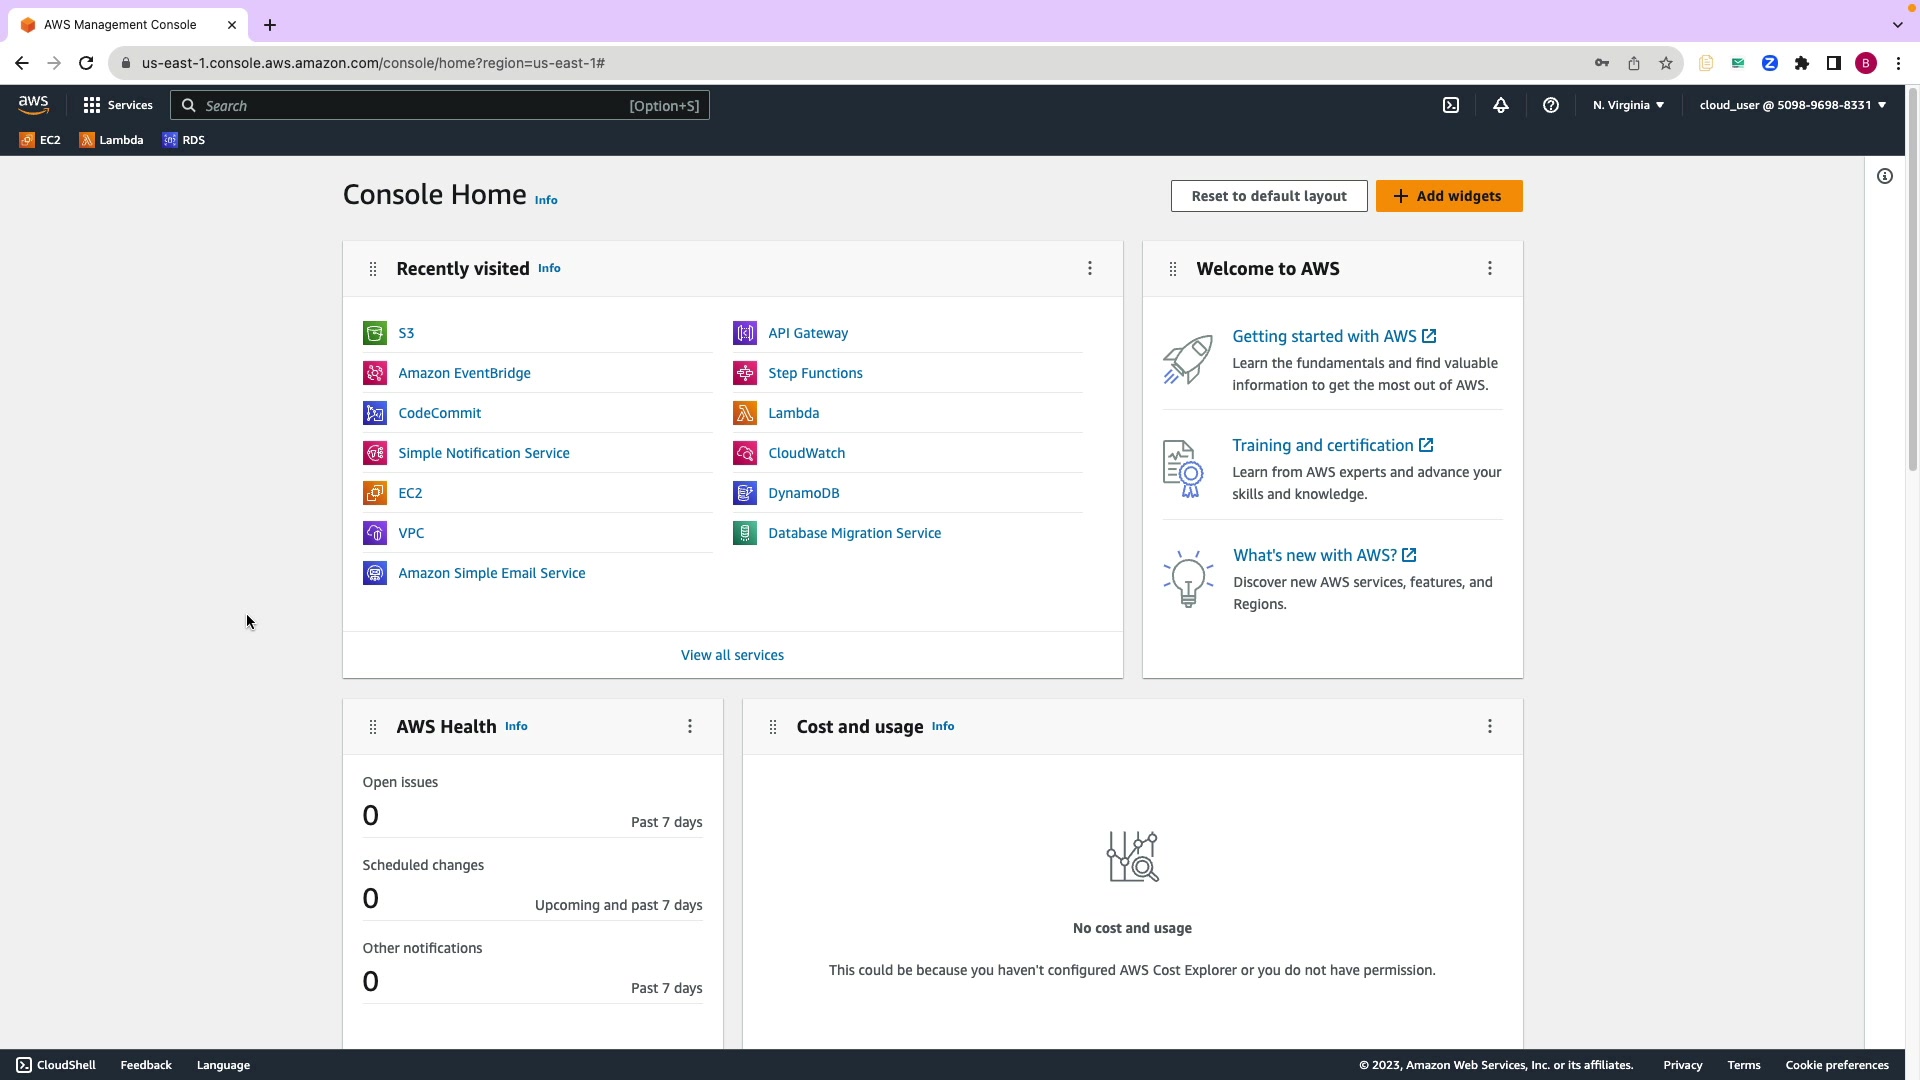 AWS Management Console
us-east-1.console.aws.amazon.com/console/home?region=us-east-1#
B
aws
Services
Search
[Option+S]
N. Virginia
cloud_user @ 5098-9698-8331
EC2
Lambda
RDS
Console Home Info
Reset to default layout
Add widgets
Recently visited Info
S3
Amazon EventBridge
CodeCommit
Simple Notification Service
EC2
VPC
Amazon Simple Email Service
API Gateway
Step Functions
Lambda
CloudWatch
DynamoDB
Database Migration Service
View all services
Welcome to AWS
Getting started with AWS
Learn the fundamentals and find valuable
information to get the most out of AWS.
Training and certification
Learn from AWS experts and advance your
skills and knowledge.
What's new with AWS?
Discover new AWS services, features, and
Regions.
AWS Health Info
Open issues
0
Past 7 days
Scheduled changes
0
Upcoming and past 7 days
Other notifications
0
Past 7 days
Cost and usage Info
No cost and usage
This could be because you haven't configured AWS Cost Explorer or you do not have permission.
CloudShell
Feedback
Language
© 2023, Amazon Web Services, Inc. or its affiliates.
Privacy
Terms
Cookie preferences